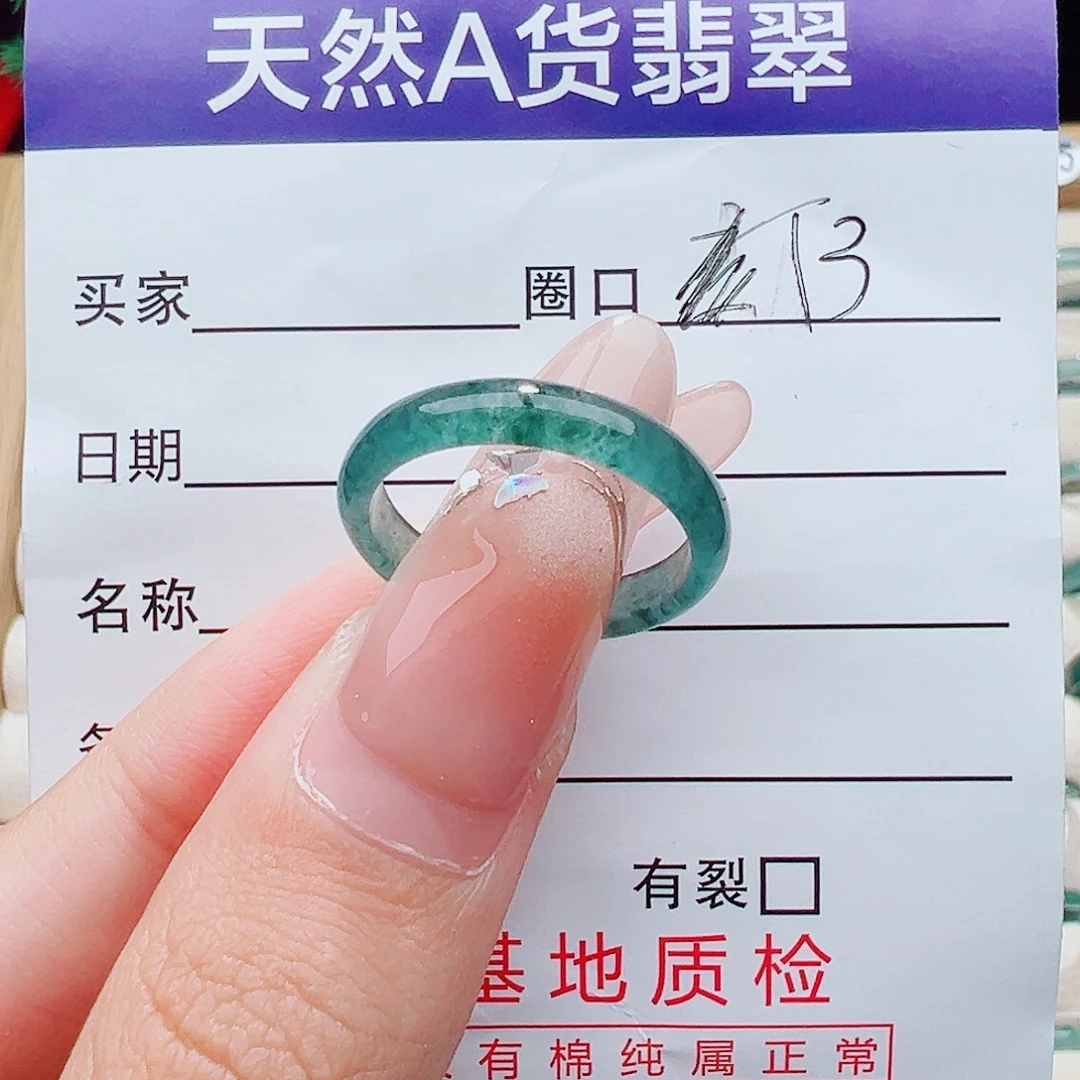 天然A货翡翠
买家 圈口 13
日期
名称
有裂
基地质检
有棉纯属正常